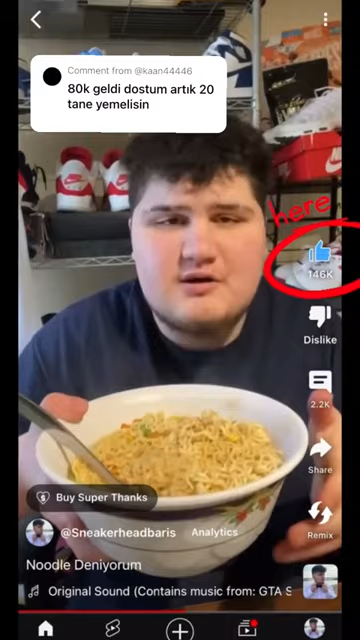 Comment from @kaan44446
80k geldi dostum artık 20
tane yemelisin
here
146K
Dislike
2.2K
Share
Buy Super Thanks
Remix
@Sneakerheadbaris
Analytics
Noodle Deniyorum
Original Sound (Contains music from: GTA S